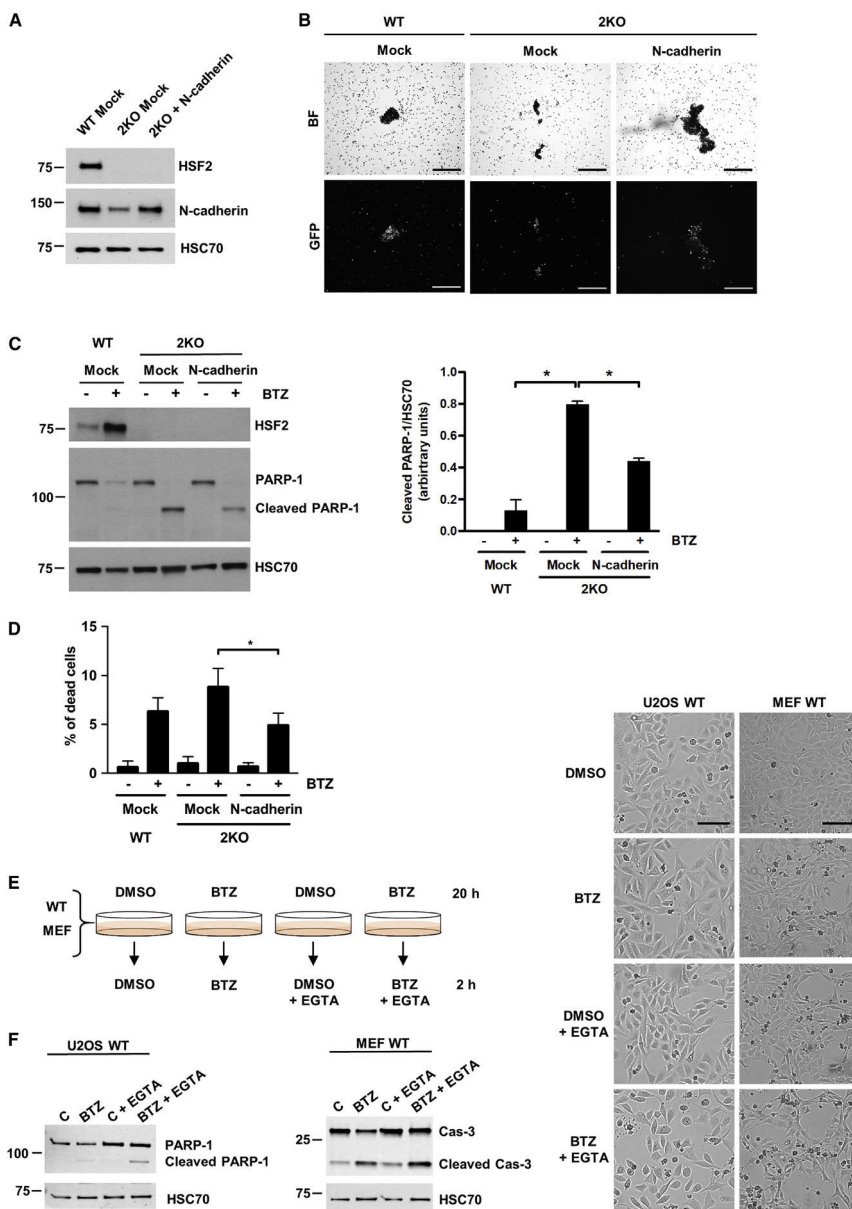 A
WT Mock
2KO Mock
2KO + N-cadherin
75
HSF2
150
N-cadherin
75
HSC70
B
WT 2KO
Mock Mock N-cadherin
BF
GFP
C
WT 2KO
Mock Mock N-cadherin
- + - + - + BTZ
75
HSF2
PARP-1
100
Cleaved PARP-1
75
HSC70
Cleaved PARP-1/HSC70
(arbirtrary units)
1.0
0.8
0.6
0.4
0.2
0.0
* *
- + - + - + BTZ
Mock Mock N-cadherin
WT 2KO
D
% of dead cells
15
10
5
0
*
- + - + - + BTZ
Mock Mock N-cadherin
WT 2KO
E
WT
MEF
DMSO BTZ DMSO BTZ 20 h
DMSO BTZ DMSO + EGTA BTZ + EGTA 2 h
U2OS WT MEF WT
DMSO
BTZ
DMSO
+ EGTA
BTZ
+ EGTA
F
U2OS WT
C BTZ C + EGTA BTZ + EGTA
PARP-1
100
Cleaved PARP-1
75
HSC70
MEF WT
C BTZ C + EGTA BTZ + EGTA
Cas-3
25
Cleaved Cas-3
75
HSC70